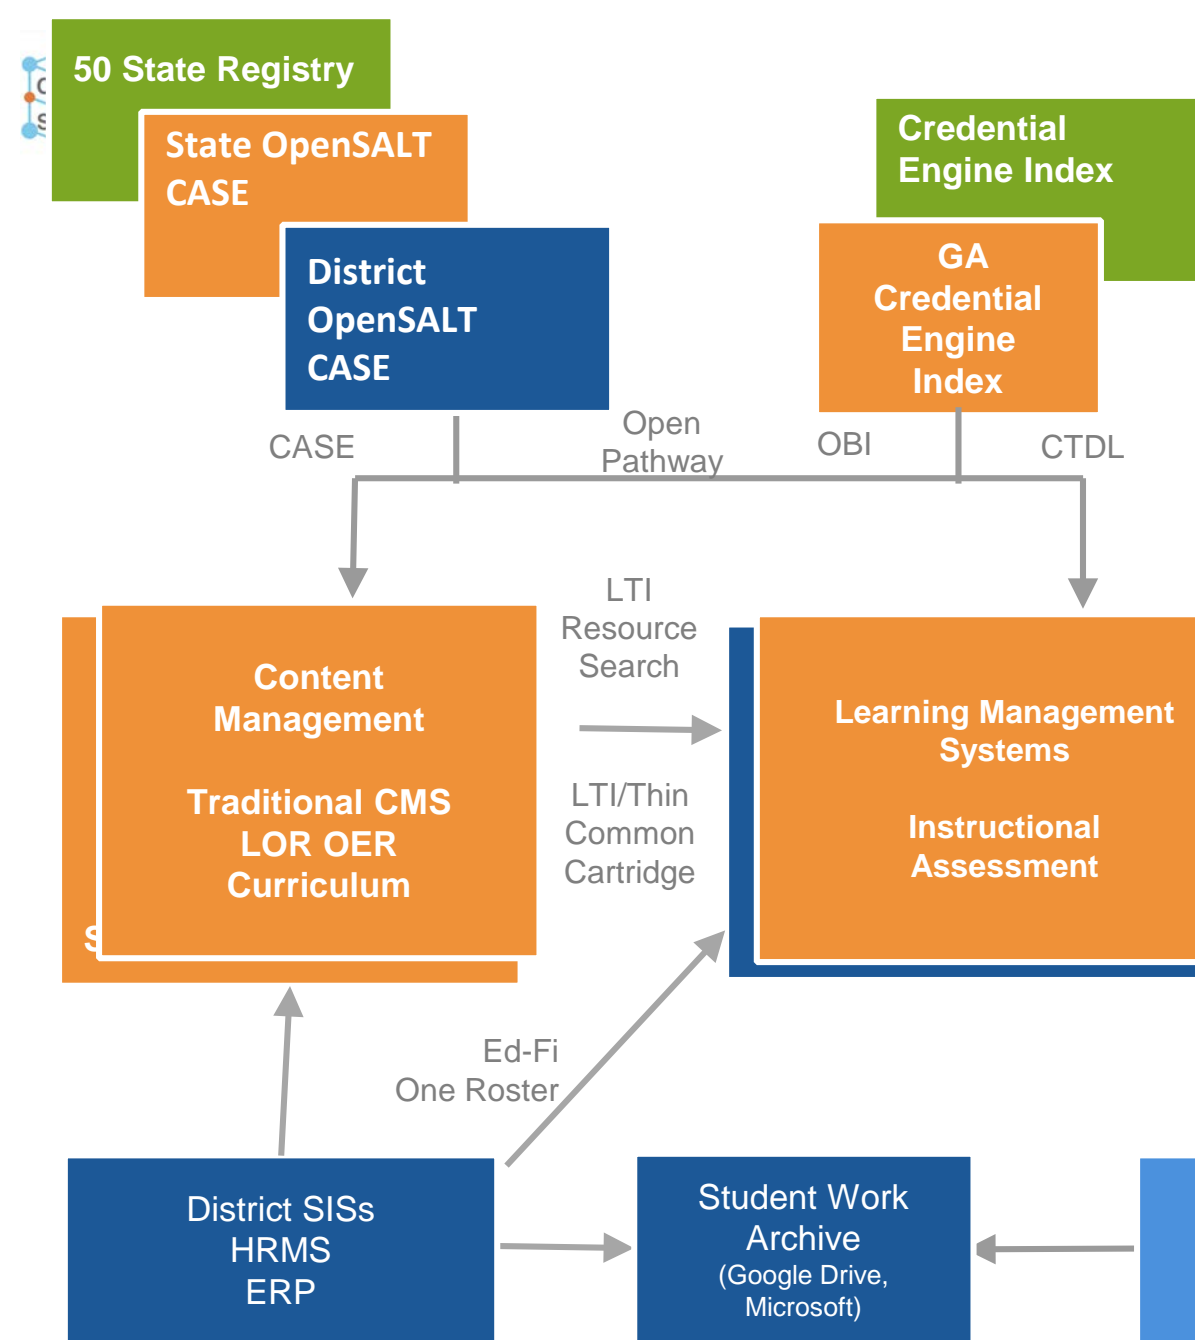 50 State Registry
State OpenSALT
CASE
District
OpenSALT
CASE
Credential
Engine Index
GA
Credential
Engine
Index
CASE
Open
Pathway
OBI
CTDL
LTI
Resource
Search
Content
Management
Traditional CMS
LOR OER
Curriculum
LTI/Thin
Common
Cartridge
Learning Management
Systems
Instructional
Assessment
Ed-Fi
One Roster
District SISs
HRMS
ERP
Student Work
Archive
(Google Drive,
Microsoft)